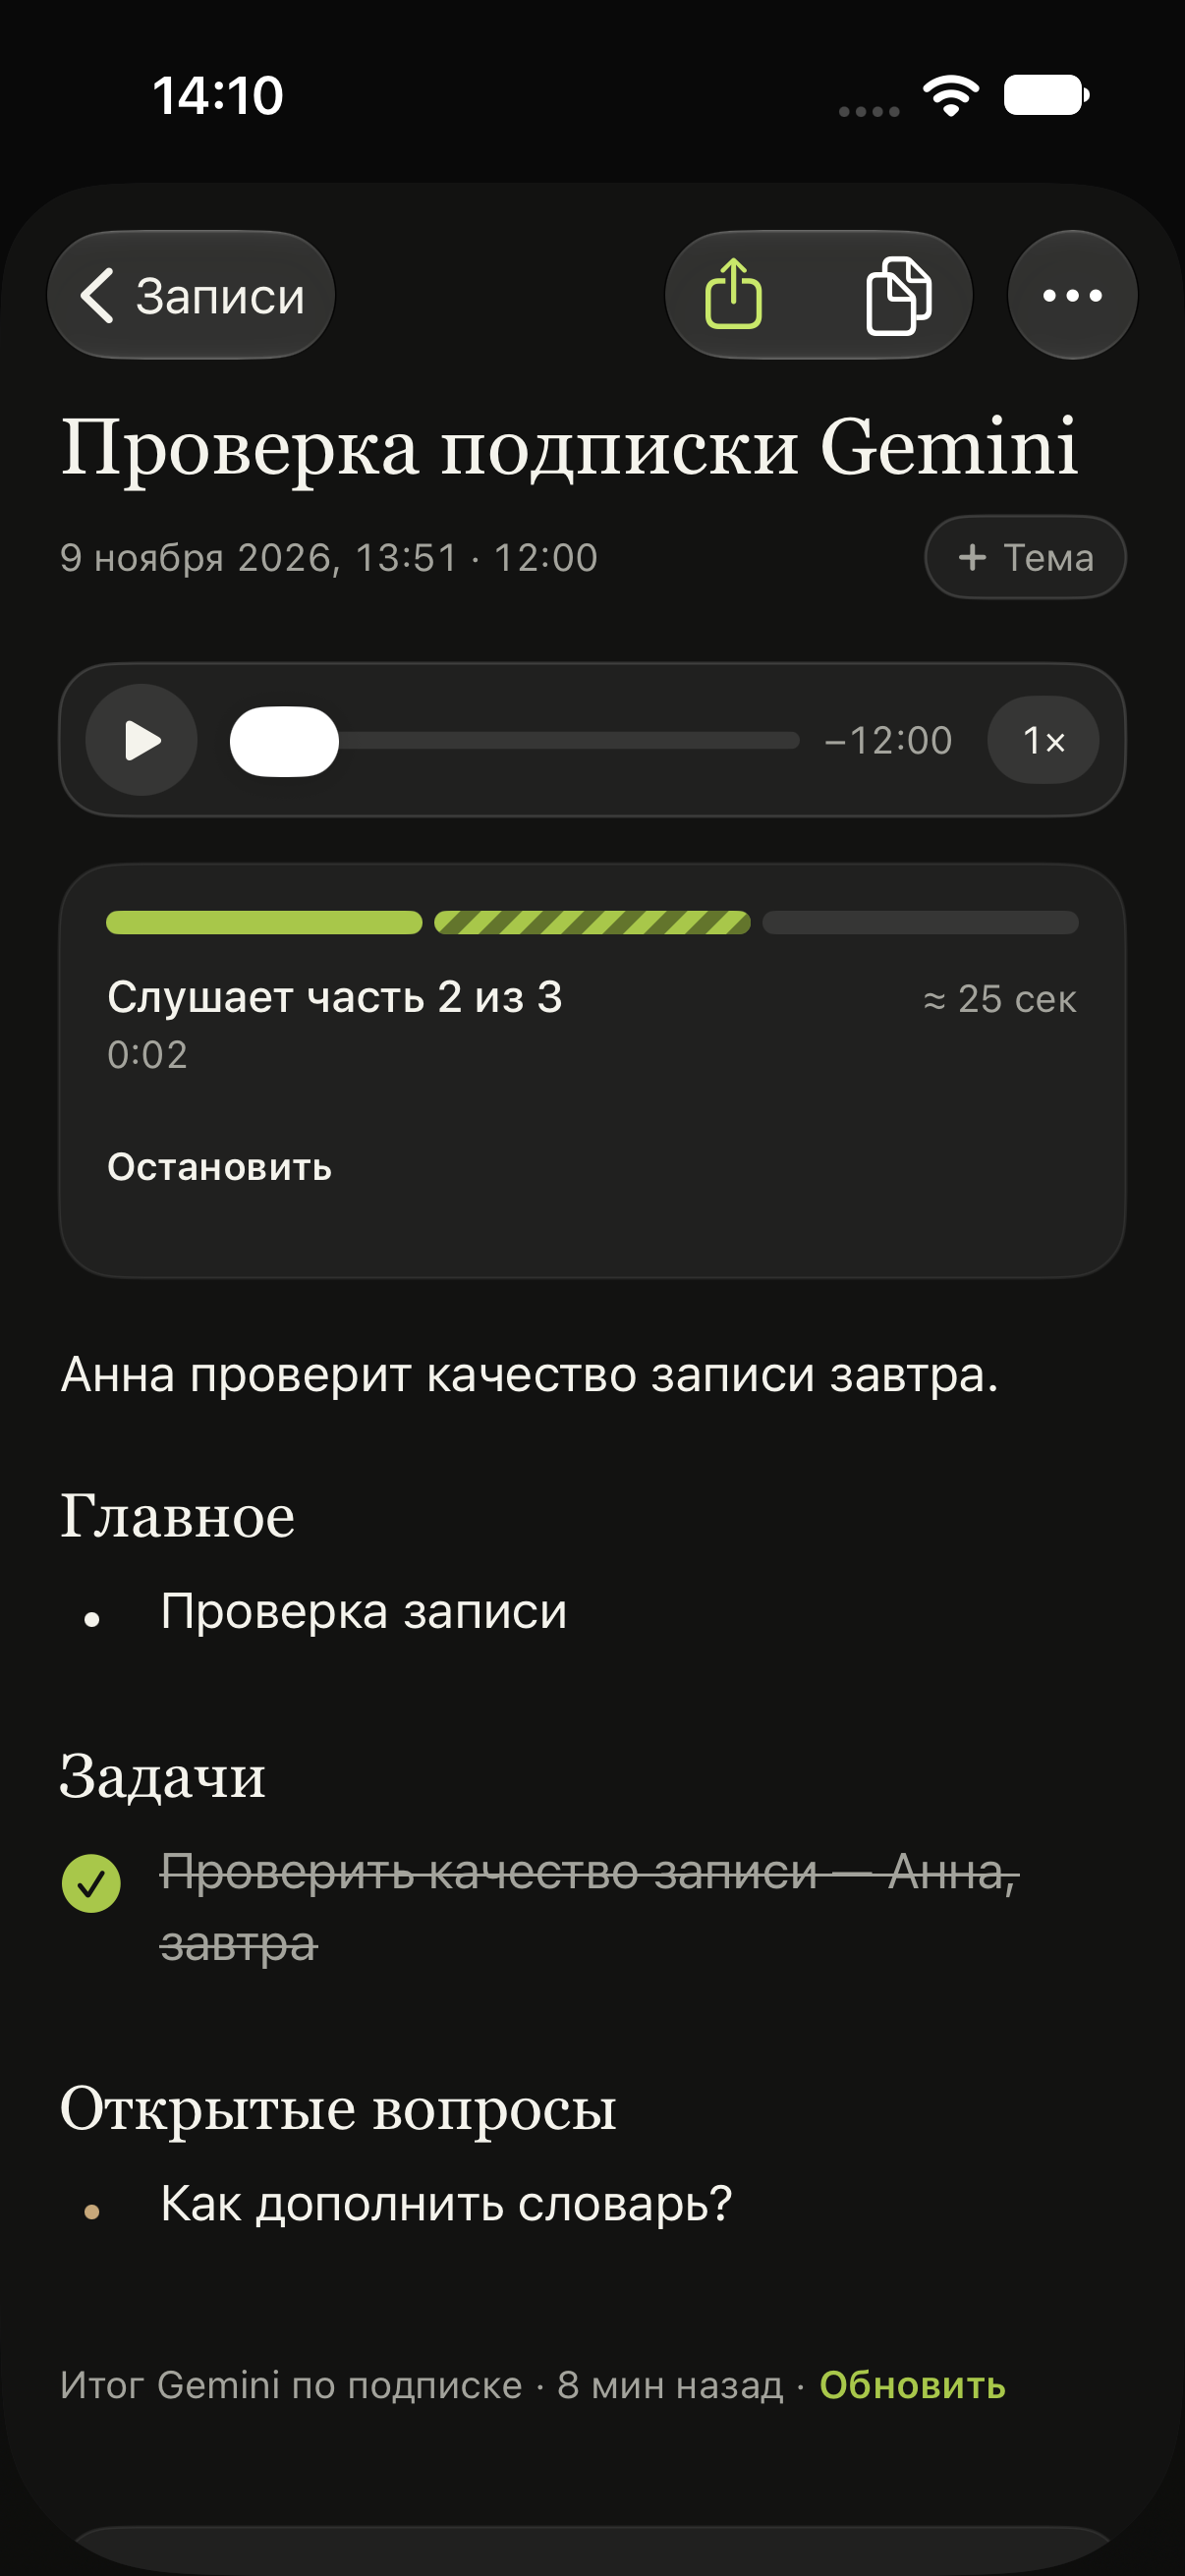 14:10
Записи
Проверка подписки Gemini
9 ноября 2026, 13:51 · 12:00
+ Тема
–12:00
1×
Слушает часть 2 из 3
≈ 25 сек
0:02
Остановить
Анна проверит качество записи завтра.
Главное
• Проверка записи
Задачи
Проверить качество записи — Анна,
завтра
Открытые вопросы
• Как дополнить словарь?
Итог Gemini по подписке · 8 мин назад · Обновить